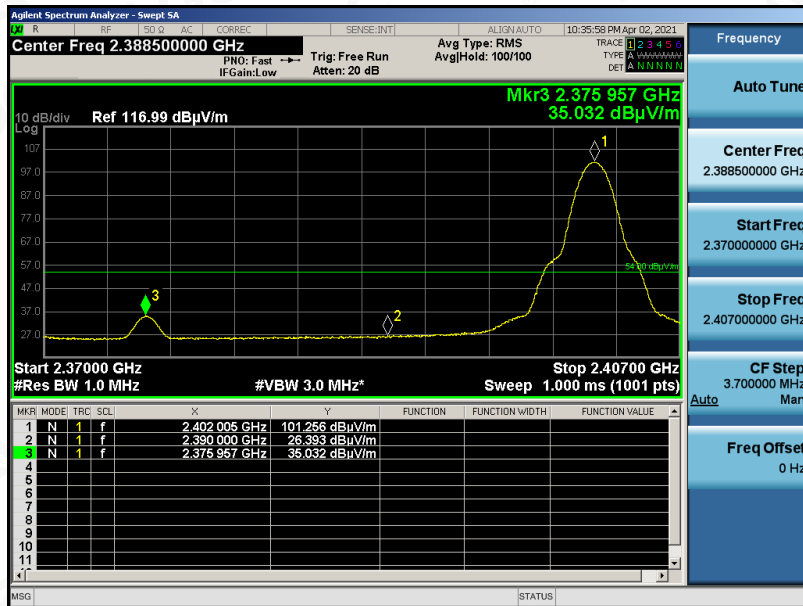 Agilent Spectrum Analyzer - Swept SA
LXI R RF 50 Ω AC CORREC SENSE:INT ALIGN AUTO 10:35:58 PM Apr 02, 2021
Center Freq 2.388500000 GHz
PNO: Fast
IFGain:Low
Trig: Free Run
Atten: 20 dB
Avg Type: RMS
Avg|Hold: 100/100
TRACE 1 2 3 4 5 6
TYPE A WWWWW
DET A N N N N N
Frequency
Mkr3 2.375 957 GHz
35.032 dBµV/m
10 dB/div Ref 116.99 dBµV/m
Log
107
97.0
87.0
77.0
67.0
57.0
47.0
37.0
27.0
1
2
3
54.00 dBµV/m
Start 2.37000 GHz Stop 2.40700 GHz
#Res BW 1.0 MHz #VBW 3.0 MHz* Sweep 1.000 ms (1001 pts)
MKR MODE TRC SCL X Y FUNCTION FUNCTION WIDTH FUNCTION VALUE
1 N 1 f 2.402 005 GHz 101.256 dBµV/m
2 N 1 f 2.390 000 GHz 26.393 dBµV/m
3 N 1 f 2.375 957 GHz 35.032 dBµV/m
4
5
6
7
8
9
10
11
MSG STATUS
Auto Tune
Center Freq
2.388500000 GHz
Start Freq
2.370000000 GHz
Stop Freq
2.407000000 GHz
CF Step
3.700000 MHz
Auto Man
Freq Offset
0 Hz